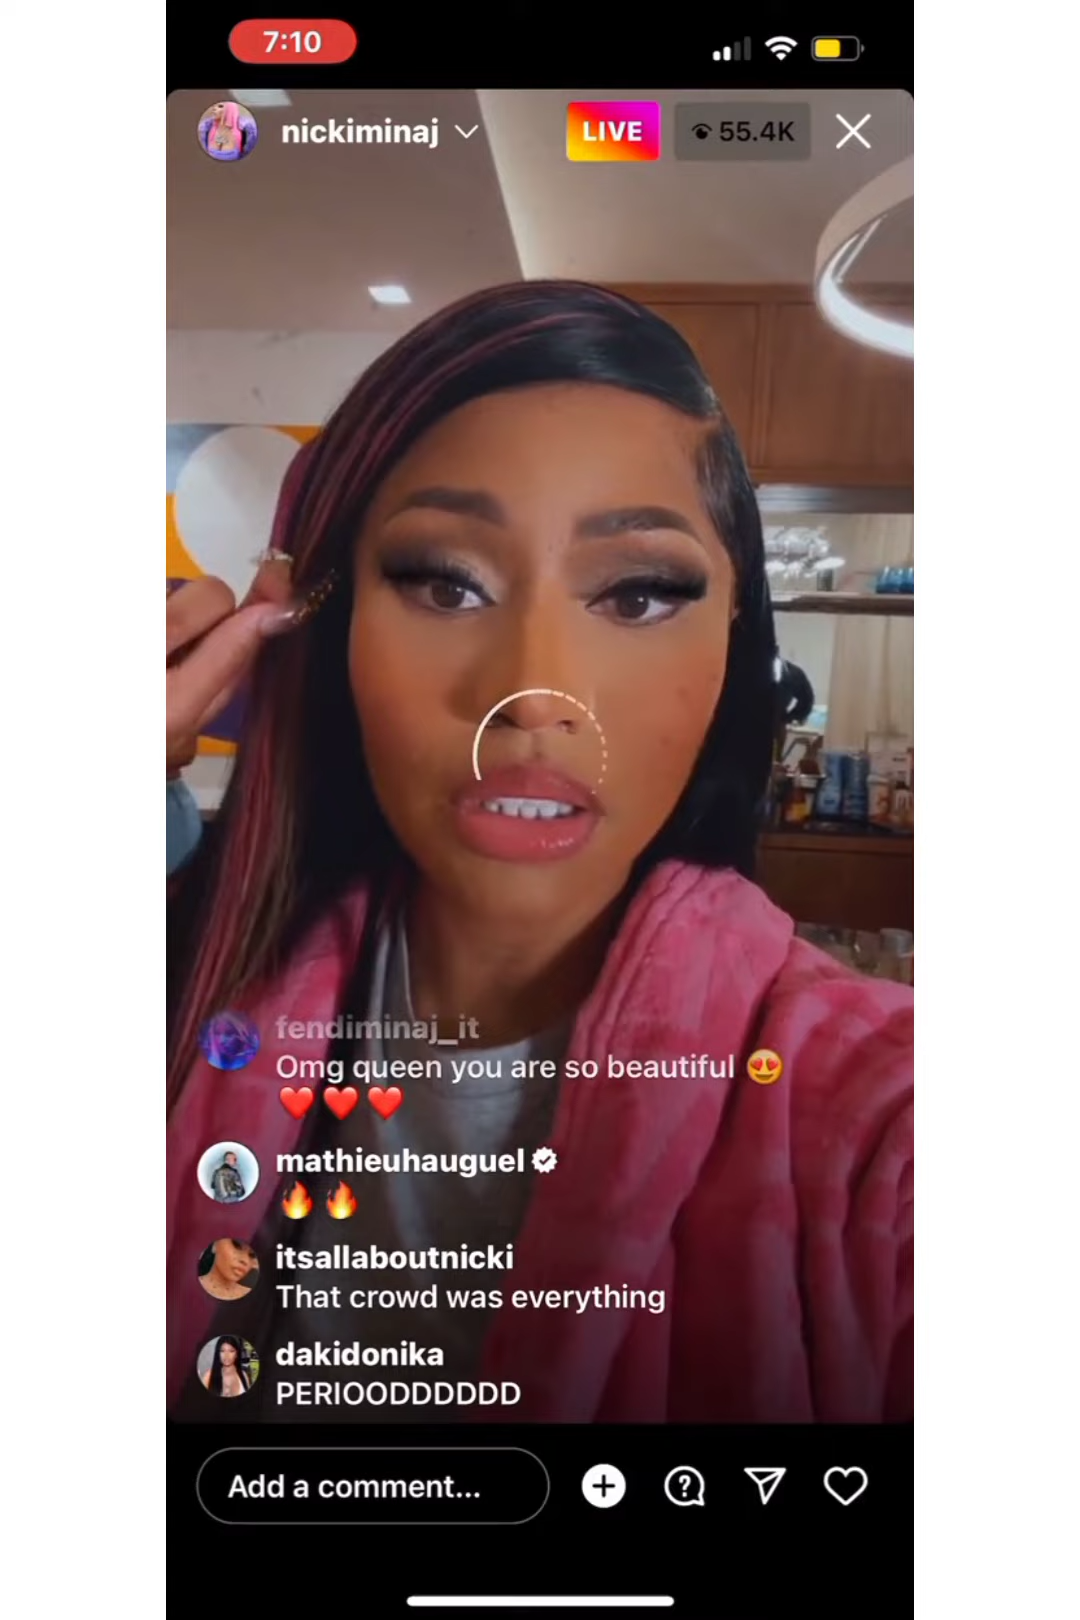 7:10
nickiminaj
LIVE
55.4K
fendiminaj_it
Omg queen you are so beautiful 😍
❤️ ❤️ ❤️
mathieuhauguel
🔥 🔥
itsallaboutnicki
That crowd was everything
dakidonika
PERIOODDDDDD
Add a comment...